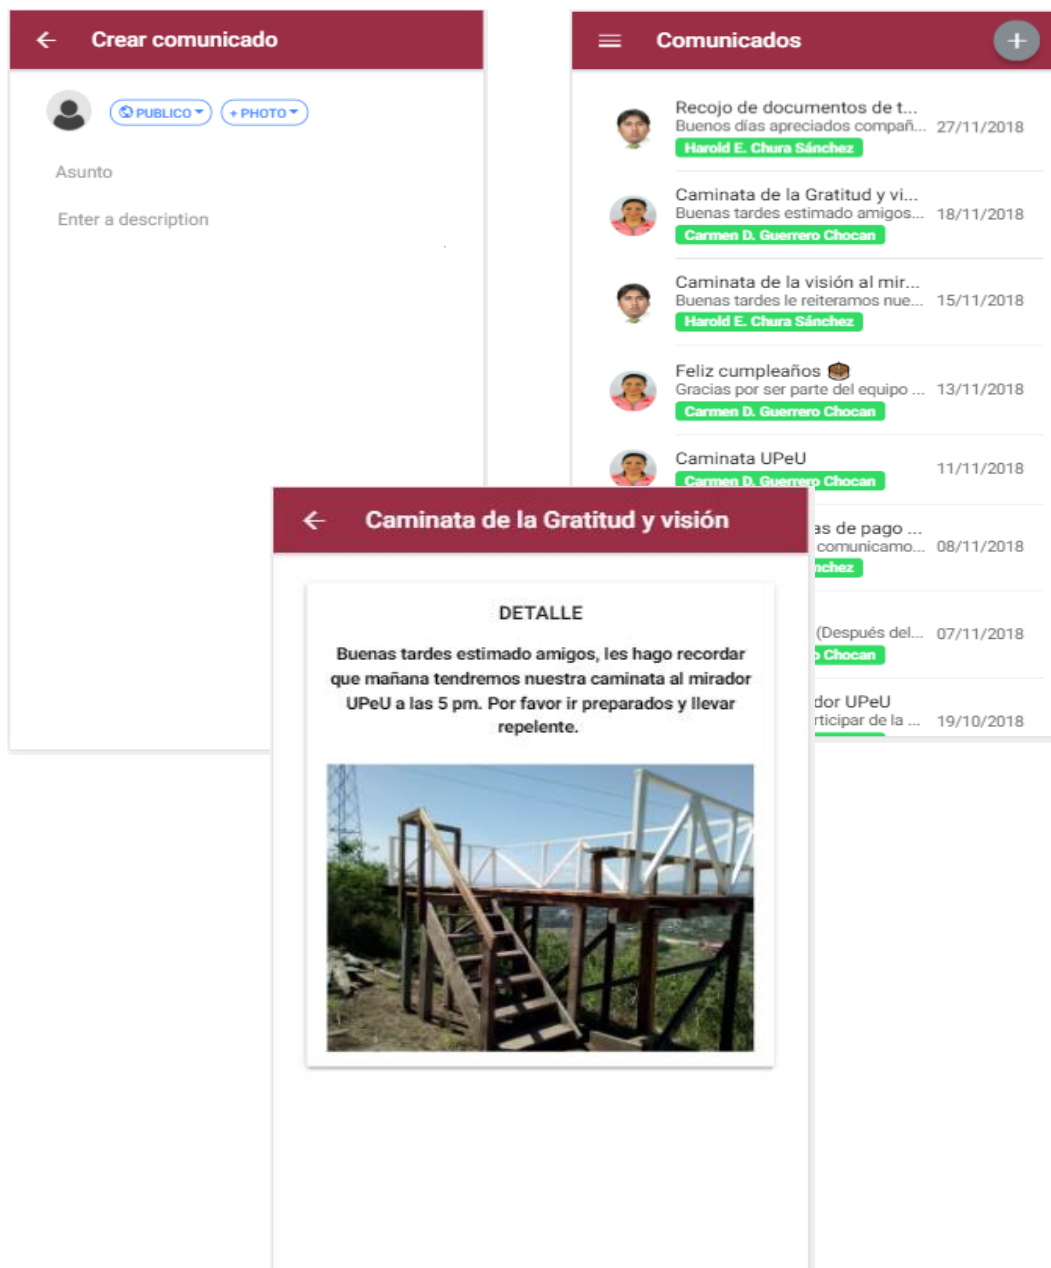 Crear comunicado
PUBLICO
+ PHOTO
Asunto
Enter a description
Comunicados
Recojo de documentos de t...
Buenos días apreciados compañ... 27/11/2018
Harold E. Chura Sánchez
Caminata de la Gratitud y vi...
Buenas tardes estimado amigos... 18/11/2018
Carmen D. Guerrero Chocan
Caminata de la visión al mir...
Buenas tardes le reiteramos nue... 15/11/2018
Harold E. Chura Sánchez
Feliz cumpleaños
Gracias por ser parte del equipo ... 13/11/2018
Carmen D. Guerrero Chocan
Caminata UPeU
11/11/2018
Carmen D. Guerrero Chocan
as de pago ...
comunicamo... 08/11/2018
nchez
(Después del... 07/11/2018
Chocan
dor UPeU
rticipar de la ... 19/10/2018
Caminata de la Gratitud y visión
DETALLE
Buenas tardes estimado amigos, les hago recordar
que mañana tendremos nuestra caminata al mirador
UPeU a las 5 pm. Por favor ir preparados y llevar
repelente.